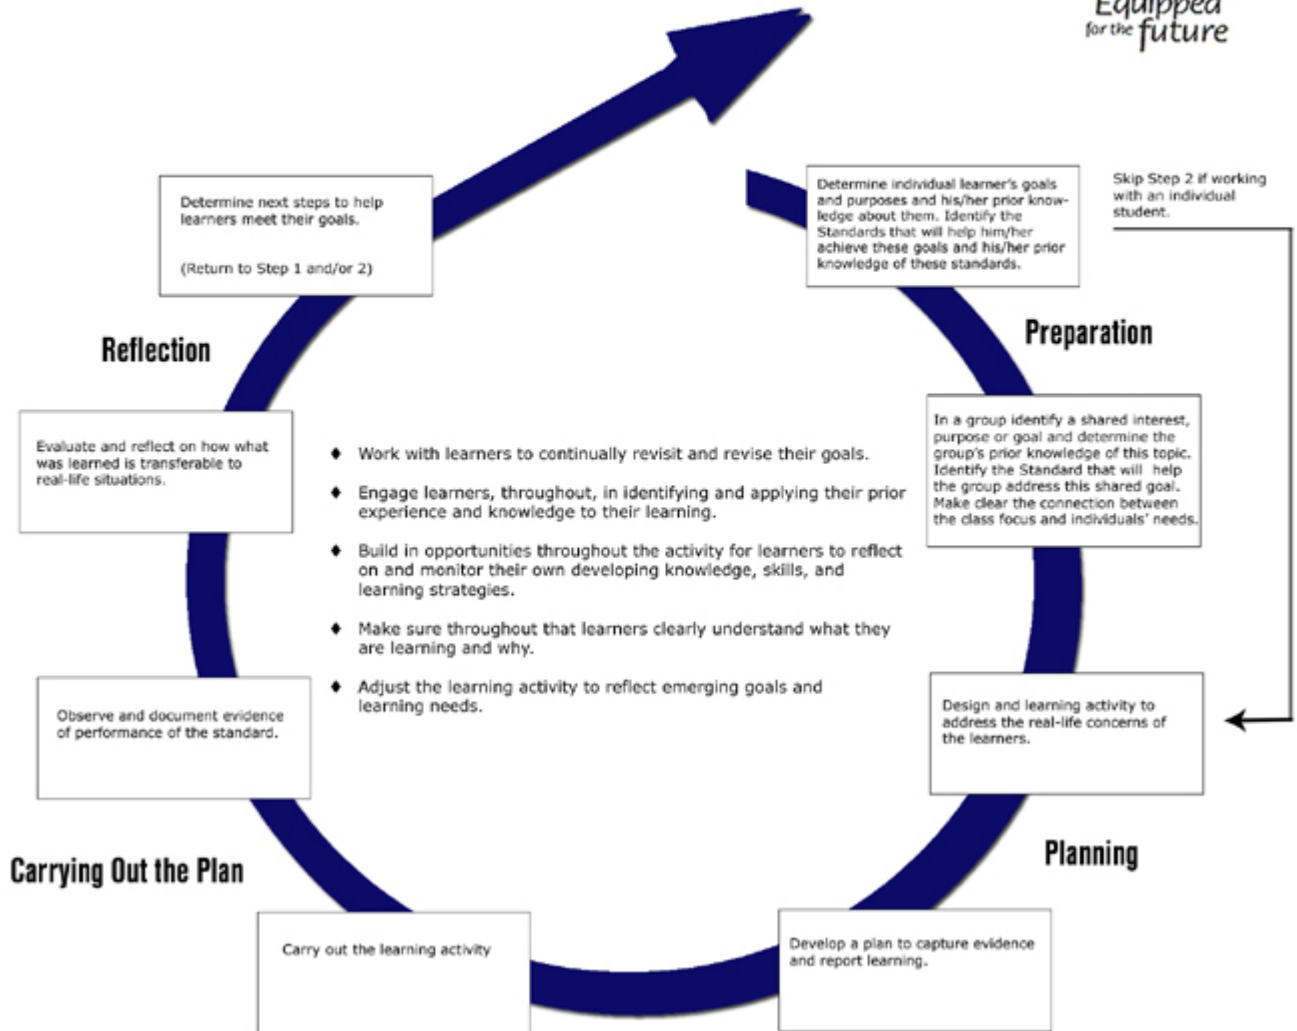 Equipped
for the future
Determine individual learner's goals
and purposes and his/her prior know-
ledge about them. Identify the
Standards that will help him/her
achieve these goals and his/her prior
knowledge of these standards.
Skip Step 2 if working
with an individual
student.
Preparation
In a group identify a shared interest,
purpose or goal and determine the
group's prior knowledge of this topic.
Identify the Standard that will help
the group address this shared goal.
Make clear the connection between
the class focus and individuals' needs.
Design and learning activity to
address the real-life concerns of
the learners.
Planning
Develop a plan to capture evidence
and report learning.
Carry out the learning activity
Carrying Out the Plan
Observe and document evidence
of performance of the standard.
Evaluate and reflect on how what
was learned is transferable to
real-life situations.
Reflection
Determine next steps to help
learners meet their goals.
(Return to Step 1 and/or 2)
♦ Work with learners to continually revisit and revise their goals.
♦ Engage learners, throughout, in identifying and applying their prior
experience and knowledge to their learning.
♦ Build in opportunities throughout the activity for learners to reflect
on and monitor their own developing knowledge, skills, and
learning strategies.
♦ Make sure throughout that learners clearly understand what they
are learning and why.
♦ Adjust the learning activity to reflect emerging goals and
learning needs.